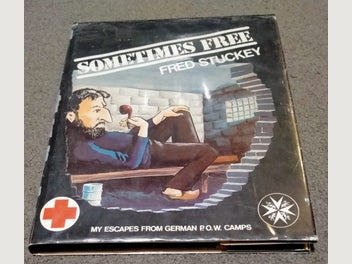 SOMETIMES FREE
FRED STUCKEY
MY ESCAPES FROM GERMAN P.O.W. CAMPS